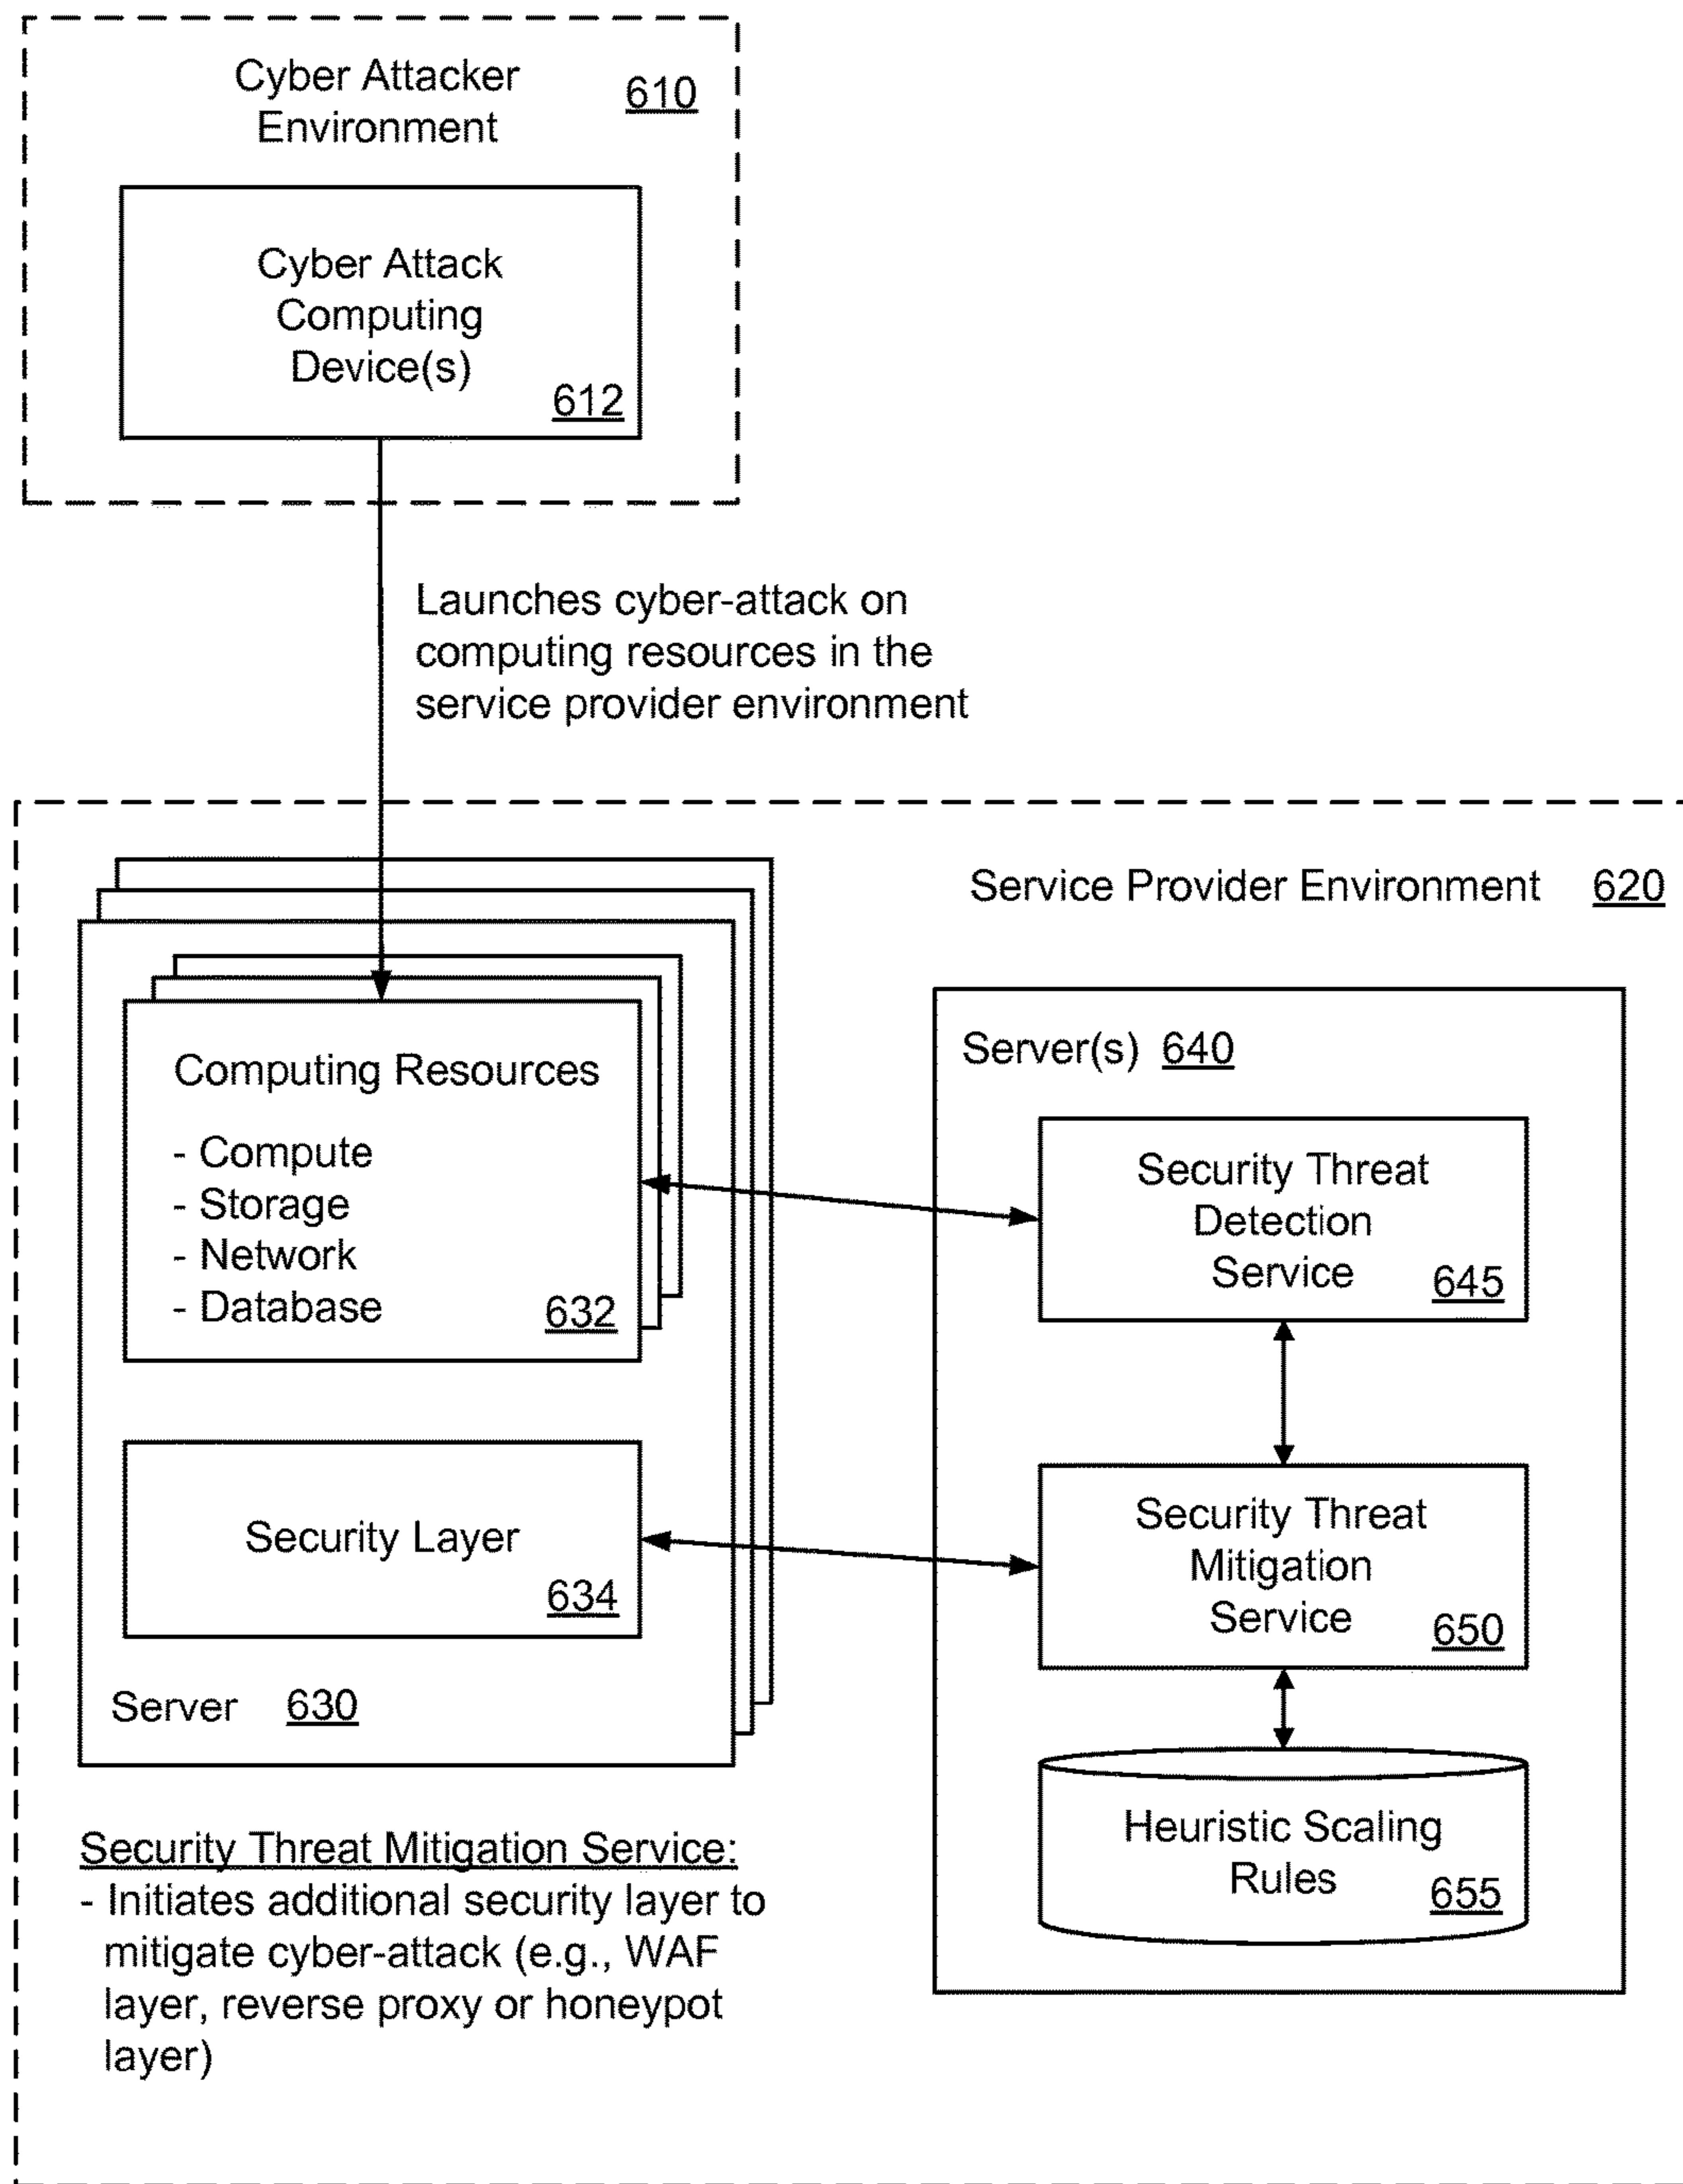 Cyber Attacker
Environment
610
Cyber Attack
Computing
Device(s)
612
Launches cyber-attack on
computing resources in the
service provider environment
Service Provider Environment 620
Computing Resources
- Compute
- Storage
- Network
- Database
632
Security Layer
634
Server 630
Server(s) 640
Security Threat
Detection
Service
645
Security Threat
Mitigation
Service
650
Heuristic Scaling
Rules
655
Security Threat Mitigation Service:
- Initiates additional security layer to
mitigate cyber-attack (e.g., WAF
layer, reverse proxy or honeypot
layer)